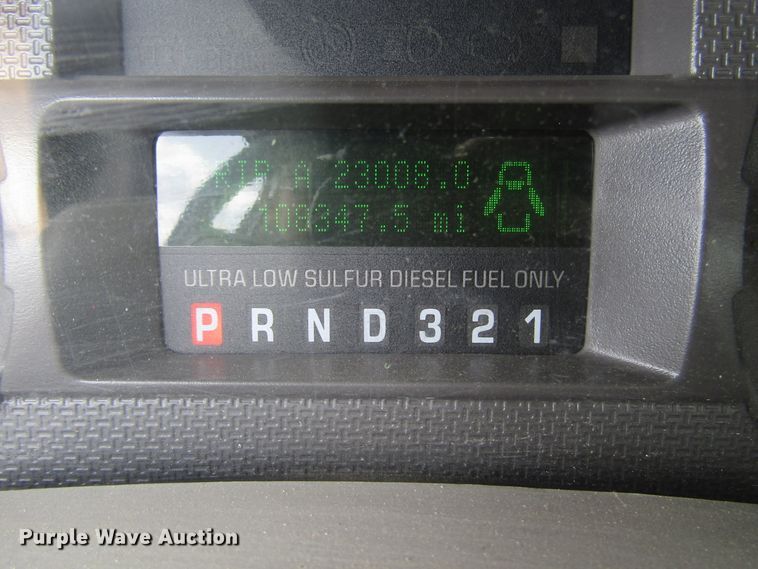 TRIP A 23008.0
108347.5 mi
ULTRA LOW SULFUR DIESEL FUEL ONLY
P R N D 3 2 1
Purple Wave Auction